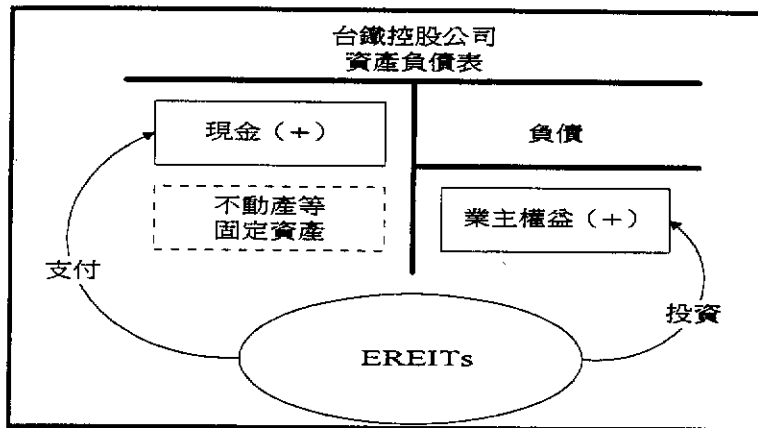 台鐵控股公司
資產負債表
現金（+）
負債
不動產等
固定資產
業主權益（+）
支付
投資
EREITs